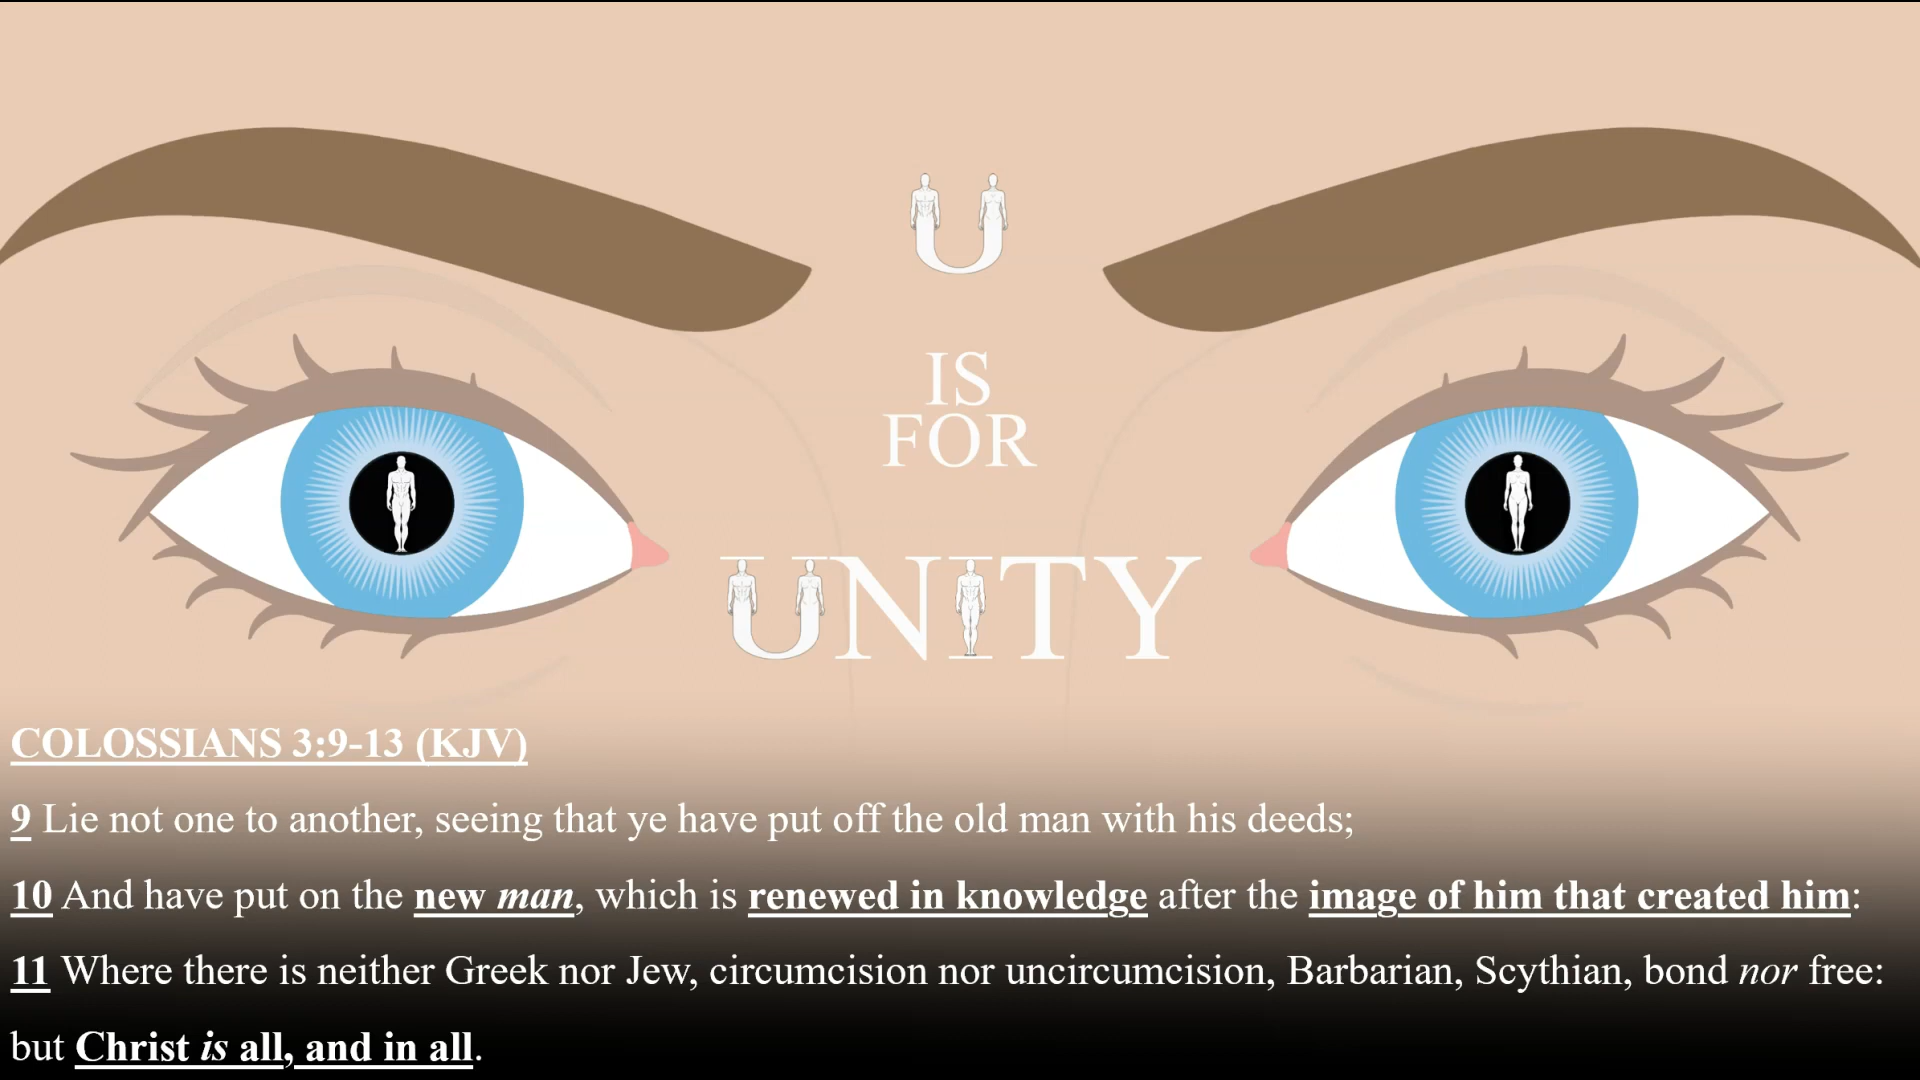 U
IS
FOR
UNITY
COLOSSIANS 3:9-13 (KJV)
9 Lie not one to another, seeing that ye have put off the old man with his deeds;
10 And have put on the new man, which is renewed in knowledge after the image of him that created him:
11 Where there is neither Greek nor Jew, circumcision nor uncircumcision, Barbarian, Scythian, bond nor free:
but Christ is all, and in all.